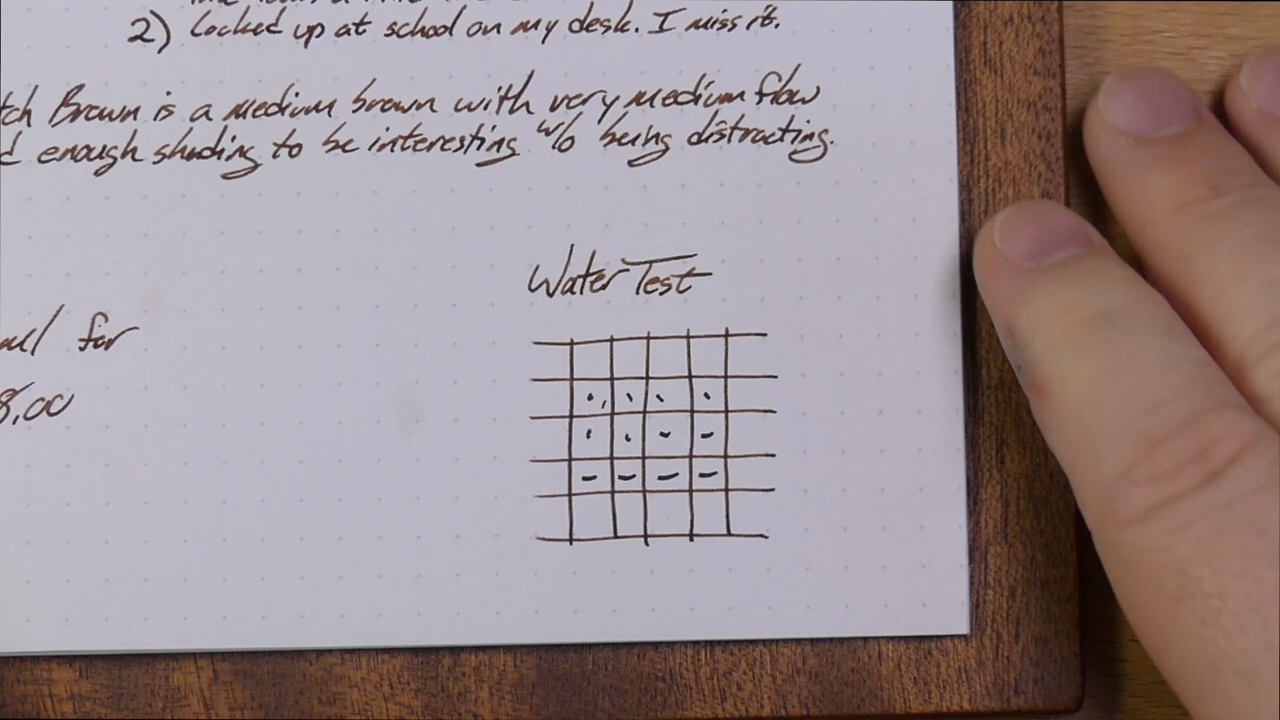 2) Locked up at school on my desk. I miss it.
Brown is a medium brown with very medium flow
enough shading to be interesting w/o being distracting.
Water Test
for
8.00